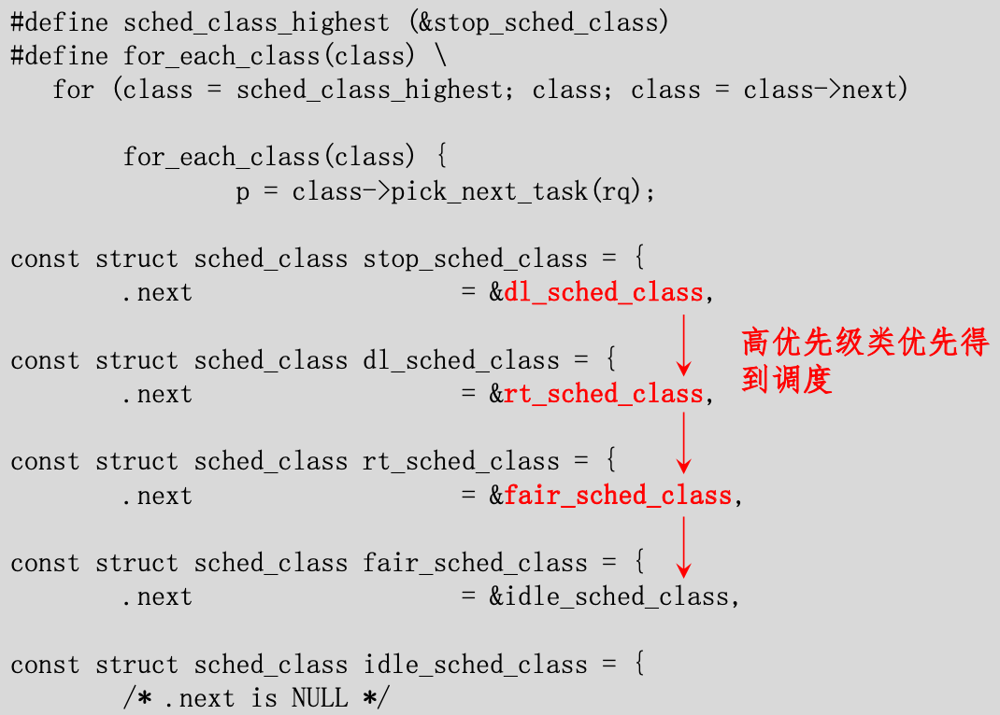 #define sched_class_highest (&stop_sched_class)
#define for_each_class(class) \
   for (class = sched_class_highest; class; class = class->next)
        for_each_class(class) {
                p = class->pick_next_task(rq);
const struct sched_class stop_sched_class = {
        .next                   = &dl_sched_class,
高优先级类优先得
到调度
const struct sched_class dl_sched_class = {
        .next                   = &rt_sched_class,
const struct sched_class rt_sched_class = {
        .next                   = &fair_sched_class,
const struct sched_class fair_sched_class = {
        .next                   = &idle_sched_class,
const struct sched_class idle_sched_class = {
        /* .next is NULL */